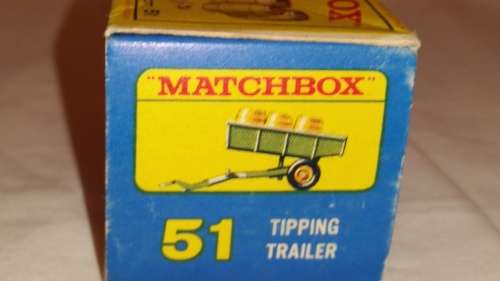 "MATCHBOX"
51 TIPPING
TRAILER